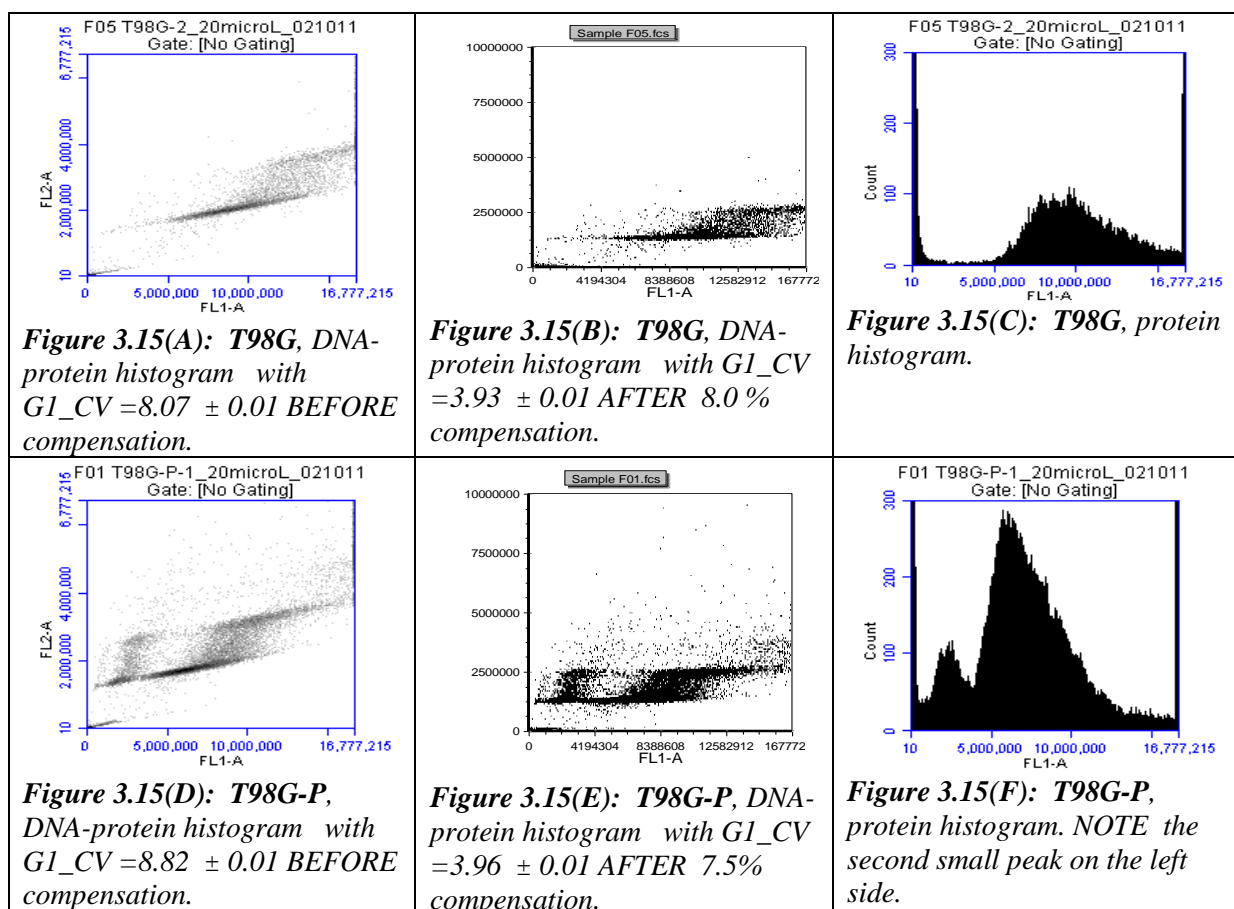 F05 T98G-2_20microL_021011
Gate: [No Gating]
6,777,215
4,000,000
2,000,000
10
FL2-A
0
5,000,000
10,000,000
16,777,215
FL1-A
Figure 3.15(A): T98G, DNA-
protein histogram with
G1_CV =8.07 ± 0.01 BEFORE
compensation.
Sample F05.fcs
10000000
7500000
5000000
2500000
0
0
4194304
8388608
12582912
167772
FL1-A
Figure 3.15(B): T98G, DNA-
protein histogram with G1_CV
=3.93 ± 0.01 AFTER 8.0 %
compensation.
F05 T98G-2_20microL_021011
Gate: [No Gating]
300
200
100
0
Count
10
5,000,000
10,000,000
16,777,215
FL1-A
Figure 3.15(C): T98G, protein
histogram.
F01 T98G-P-1_20microL_021011
Gate: [No Gating]
6,777,215
4,000,000
2,000,000
10
FL2-A
0
5,000,000
10,000,000
16,777,215
FL1-A
Figure 3.15(D): T98G-P,
DNA-protein histogram with
G1_CV =8.82 ± 0.01 BEFORE
compensation.
Sample F01.fcs
10000000
7500000
5000000
2500000
0
0
4194304
8388608
12582912
167772
FL1-A
Figure 3.15(E): T98G-P, DNA-
protein histogram with G1_CV
=3.96 ± 0.01 AFTER 7.5%
compensation.
F01 T98G-P-1_20microL_021011
Gate: [No Gating]
300
200
100
0
Count
10
5,000,000
10,000,000
16,777,215
FL1-A
Figure 3.15(F): T98G-P,
protein histogram. NOTE the
second small peak on the left
side.